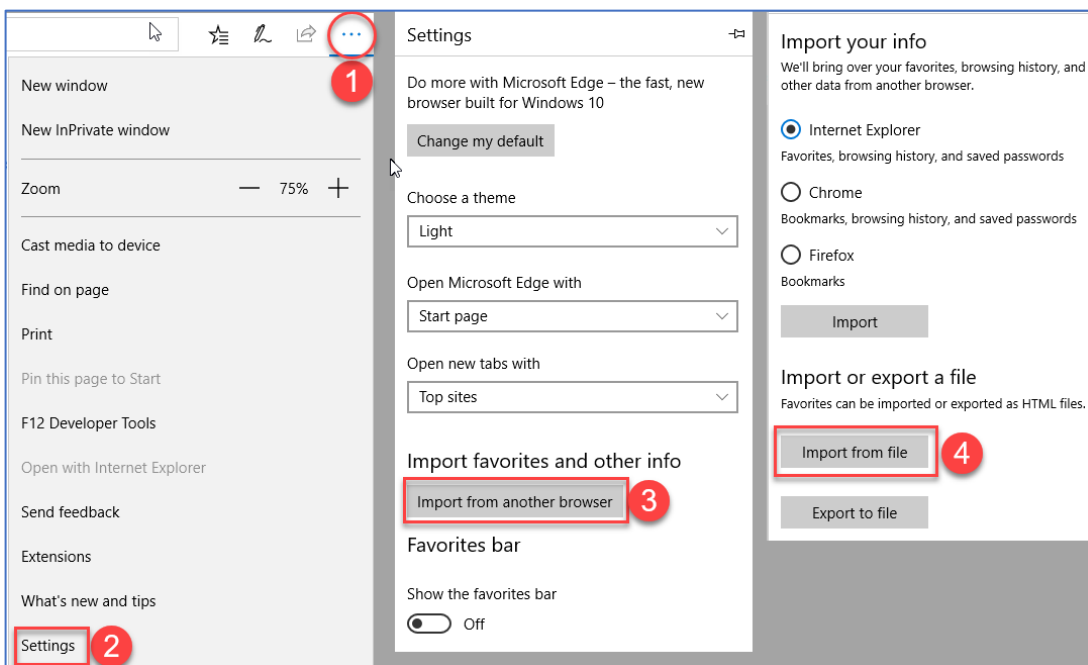 ...
1
New window
New InPrivate window
Zoom — 75% +
Cast media to device
Find on page
Print
Pin this page to Start
F12 Developer Tools
Open with Internet Explorer
Send feedback
Extensions
What's new and tips
Settings 2
Settings
Do more with Microsoft Edge – the fast, new
browser built for Windows 10
Change my default
Choose a theme
Light
Open Microsoft Edge with
Start page
Open new tabs with
Top sites
Import favorites and other info
Import from another browser 3
Favorites bar
Show the favorites bar
Off
Import your info
We'll bring over your favorites, browsing history, and
other data from another browser.
Internet Explorer
Favorites, browsing history, and saved passwords
Chrome
Bookmarks, browsing history, and saved passwords
Firefox
Bookmarks
Import
Import or export a file
Favorites can be imported or exported as HTML files.
Import from file 4
Export to file